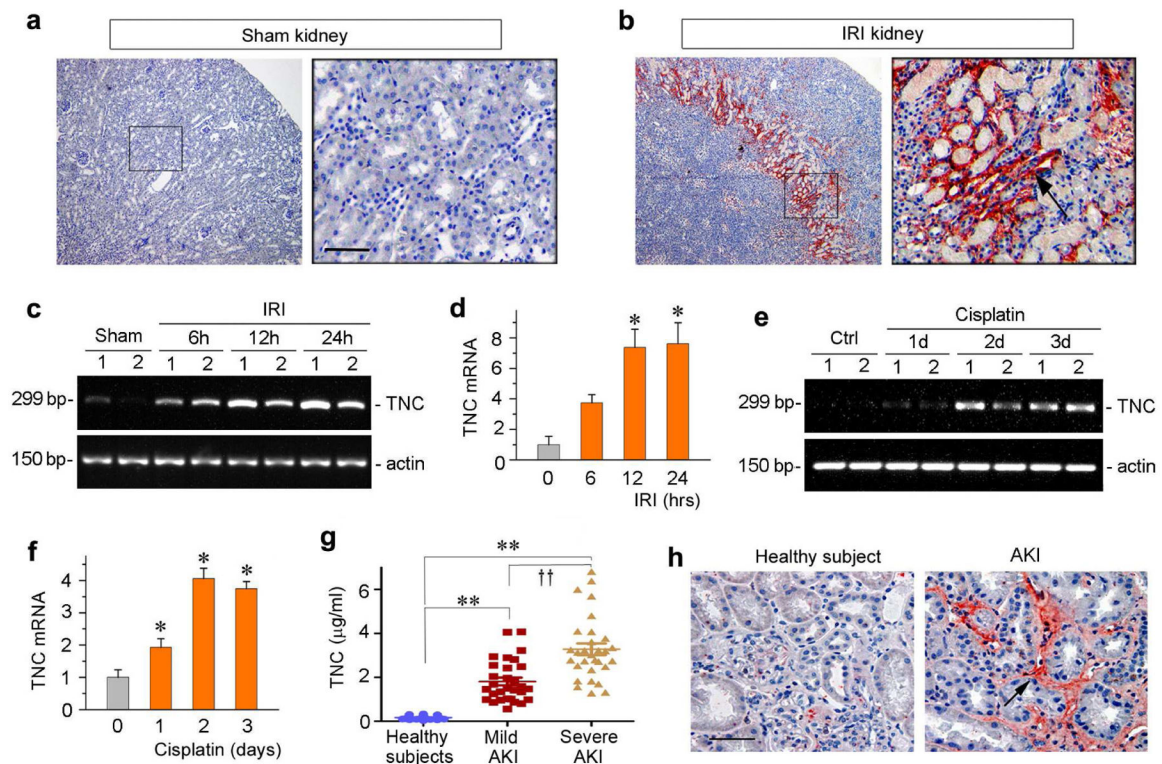 a
Sham kidney
b
IRI kidney
c
IRI
Sham 6h 12h 24h
1 2 1 2 1 2 1 2
299 bp- - TNC
150 bp- - actin
d
TNC mRNA
8
6
4
2
0
* *
0 6 12 24
IRI (hrs)
e
Cisplatin
Ctrl 1d 2d 3d
1 2 1 2 1 2 1 2
299 bp- - TNC
150 bp- - actin
f
TNC mRNA
4
3
2
1
0
* * *
0 1 2 3
Cisplatin (days)
g
TNC (µg/ml)
6
4
2
0
**
††
**
Healthy subjects
Mild AKI
Severe AKI
h
Healthy subject AKI